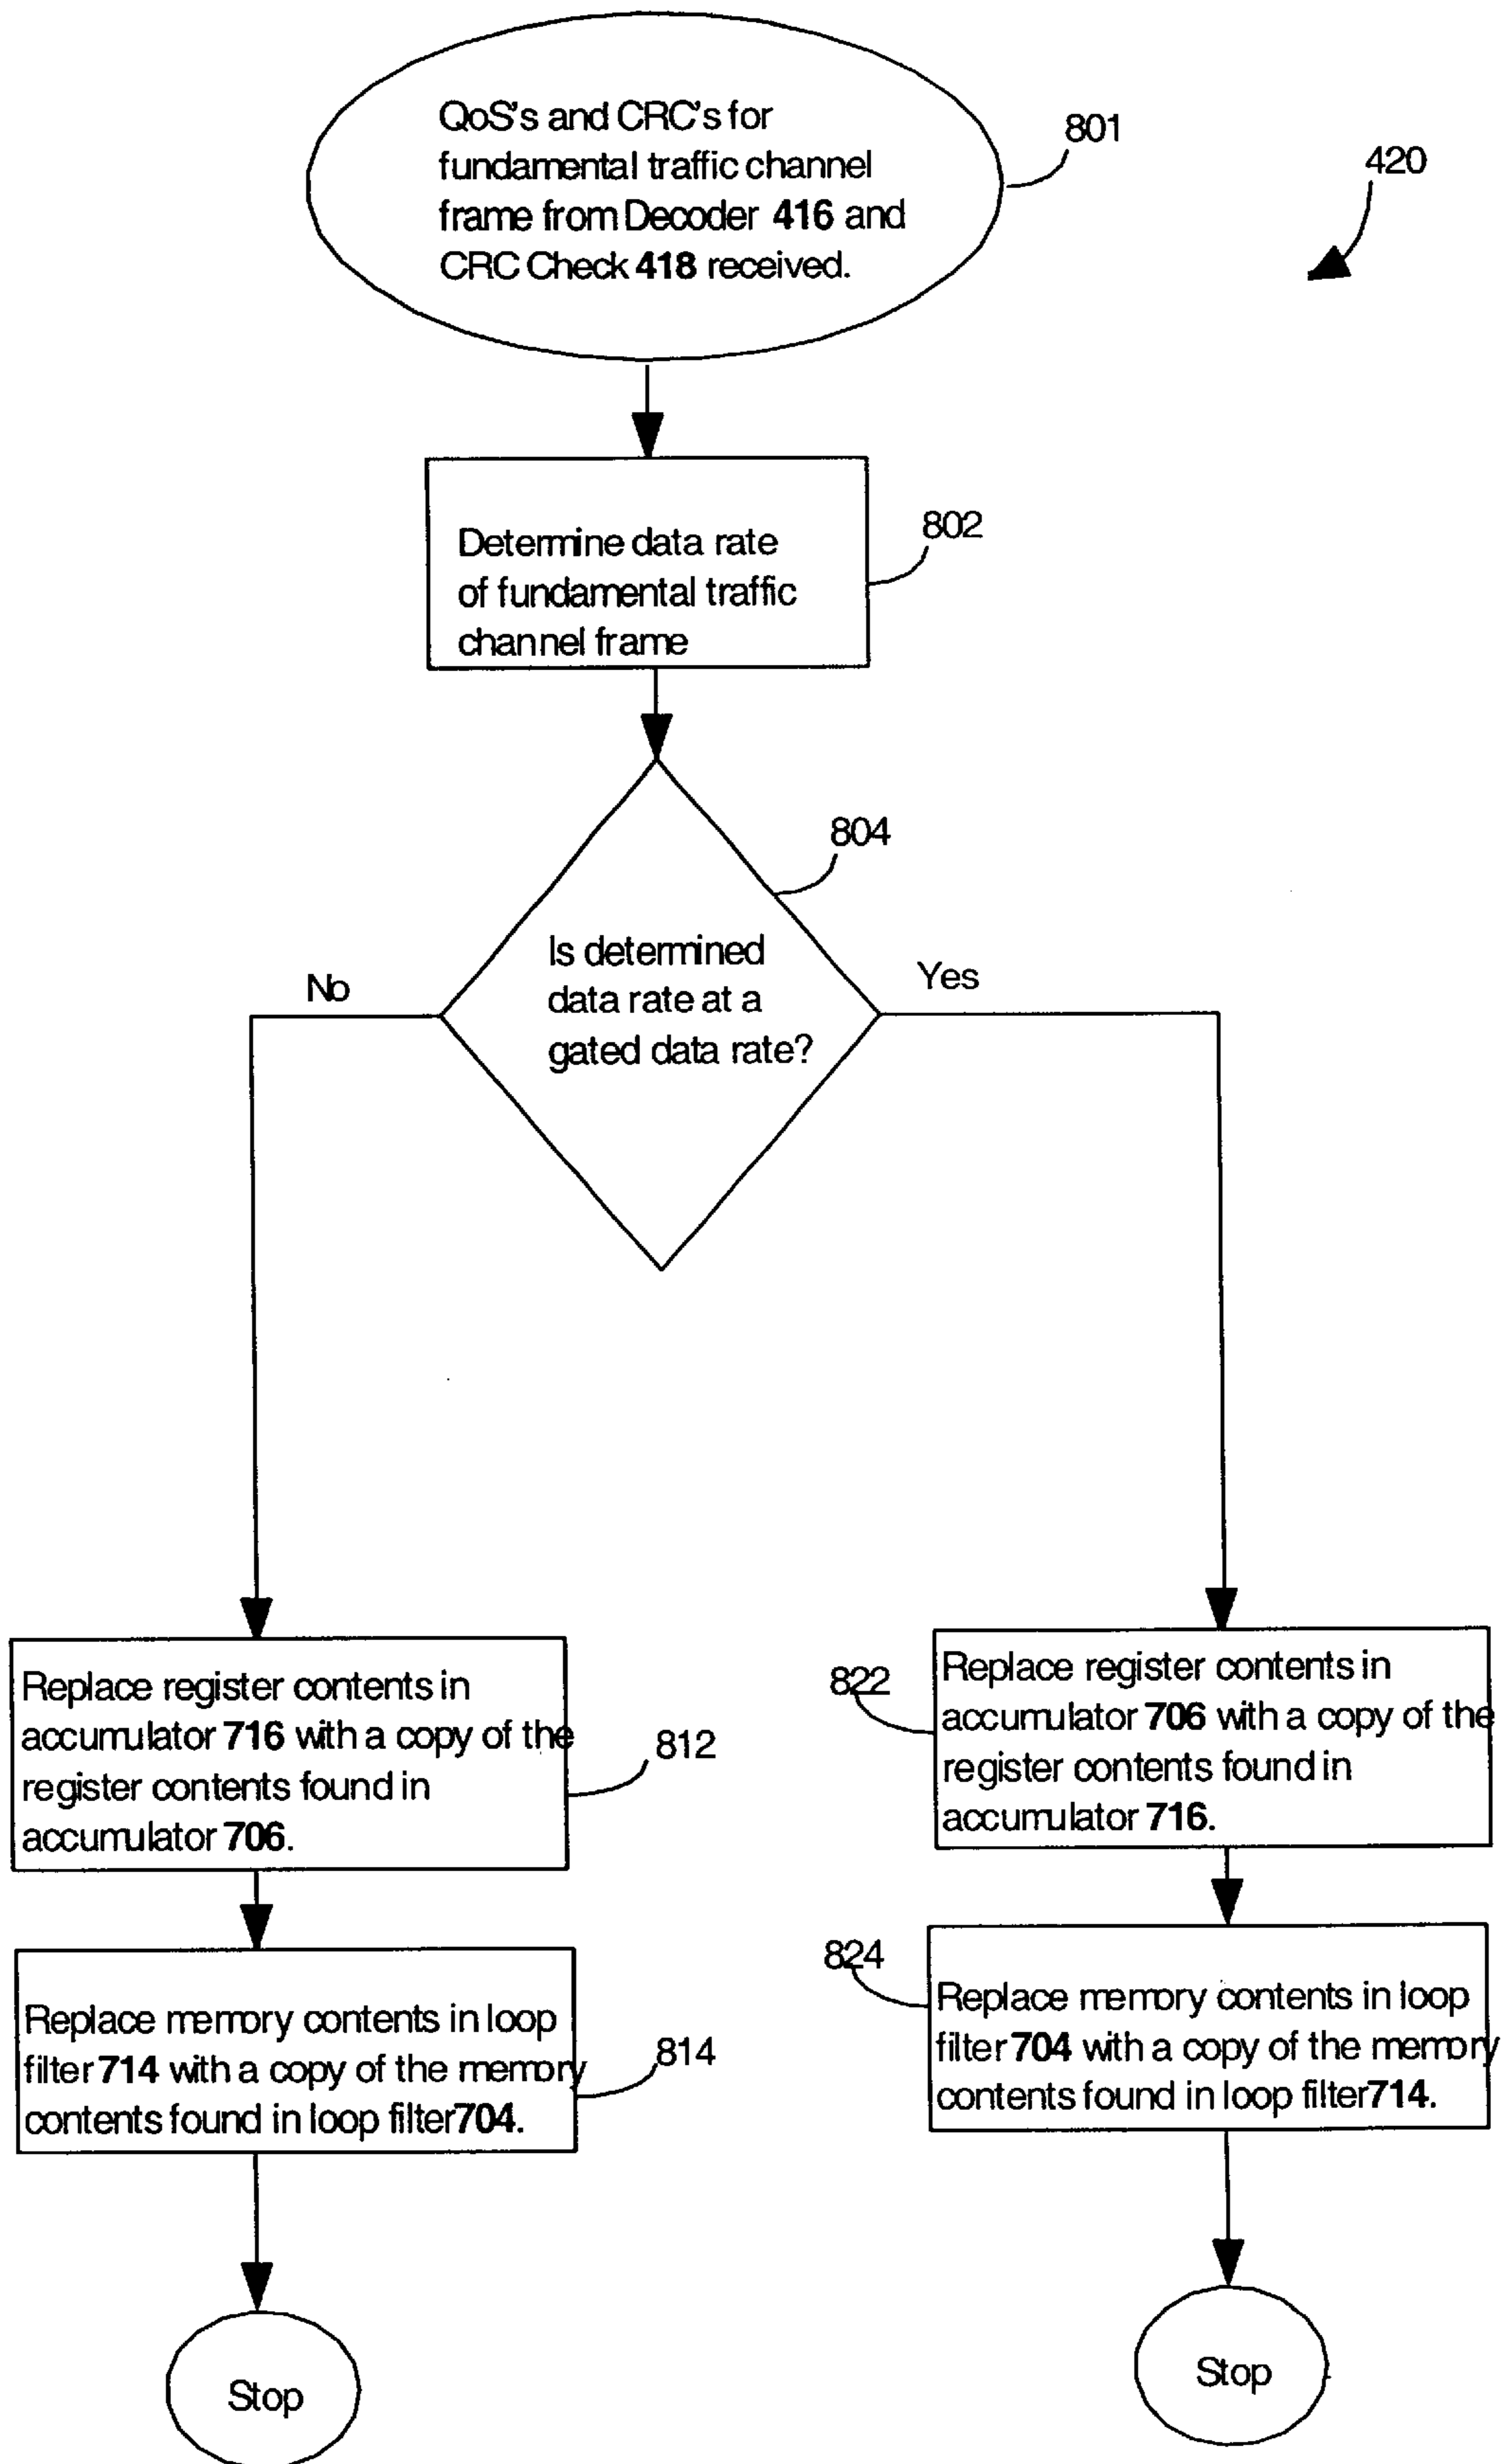 QoS's and CRC's for
fundamental traffic channel
frame from Decoder 416 and
CRC Check 418 received.
801
420
Determine data rate
of fundamental traffic
channel frame
802
804
Is determined
data rate at a
gated data rate?
No
Yes
Replace register contents in
accumulator 716 with a copy of the
register contents found in
accumulator 706.
812
822
Replace register contents in
accumulator 706 with a copy of the
register contents found in
accumulator 716.
Replace memory contents in loop
filter 714 with a copy of the memory
contents found in loop filter 704.
814
824
Replace memory contents in loop
filter 704 with a copy of the memory
contents found in loop filter 714.
Stop
Stop